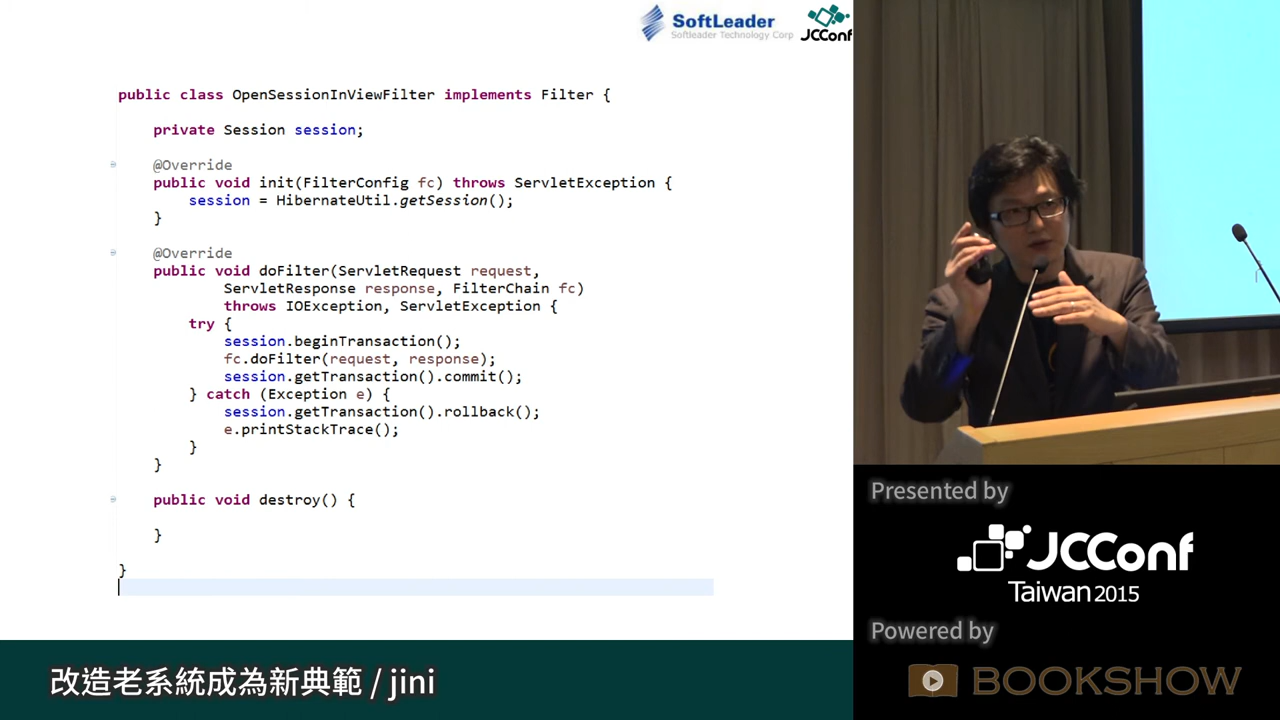 SoftLeader
Softleader Technology Corp
JCConf
public class OpenSessionInViewFilter implements Filter {
private Session session;
@Override
public void init(FilterConfig fc) throws ServletException {
session = HibernateUtil.getSession();
}
@Override
public void doFilter(ServletRequest request,
ServletResponse response, FilterChain fc)
throws IOException, ServletException {
try {
session.beginTransaction();
fc.doFilter(request, response);
session.getTransaction().commit();
} catch (Exception e) {
session.getTransaction().rollback();
e.printStackTrace();
}
}
public void destroy() {
}
}
改造老系統成為新典範 / jini
Presented by
JCConf
Taiwan 2015
Powered by
BOOKSHOW